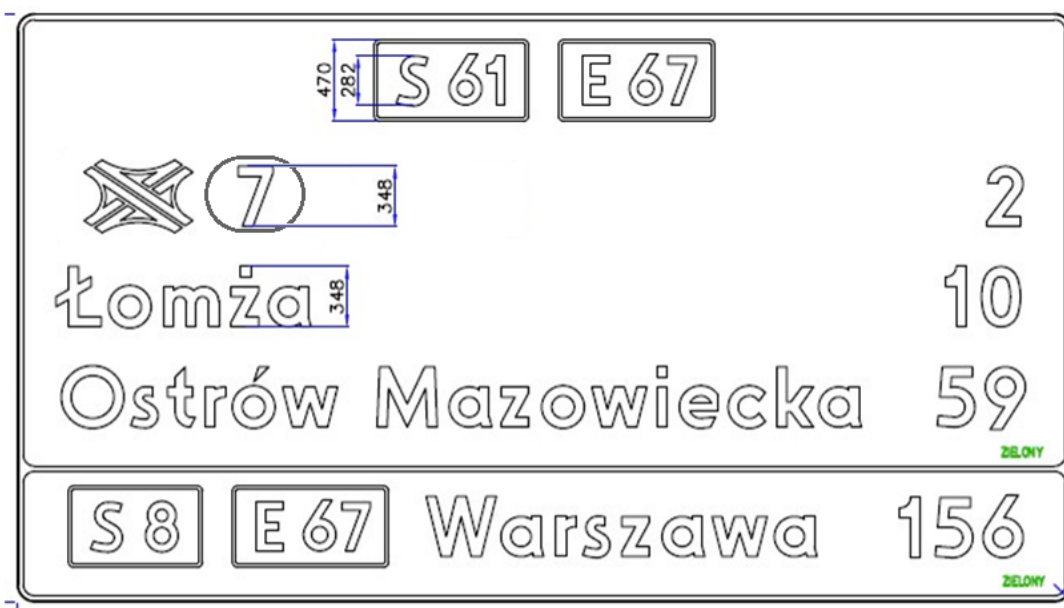 470 282 S 61 E 67
7 348 2
Łomża 348 10
Ostrów Mazowiecka 59
ZIELONY
S 8 E 67 Warszawa 156
ZIELONY